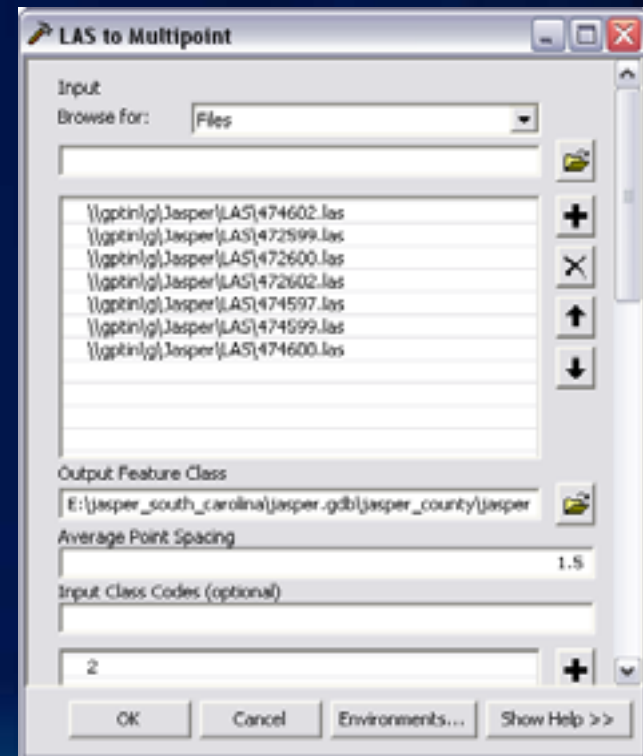 LAS to Multipoint
Input
Browse for: Files
\\gptin\g\Jasper\LAS\474602.las
\\gptin\g\Jasper\LAS\472599.las
\\gptin\g\Jasper\LAS\472600.las
\\gptin\g\Jasper\LAS\472602.las
\\gptin\g\Jasper\LAS\474597.las
\\gptin\g\Jasper\LAS\474599.las
\\gptin\g\Jasper\LAS\474600.las
Output Feature Class
E:\jasper_south_carolina\jasper.gdb\jasper_county\jasper
Average Point Spacing
1.5
Input Class Codes (optional)
2
OK Cancel Environments... Show Help >>